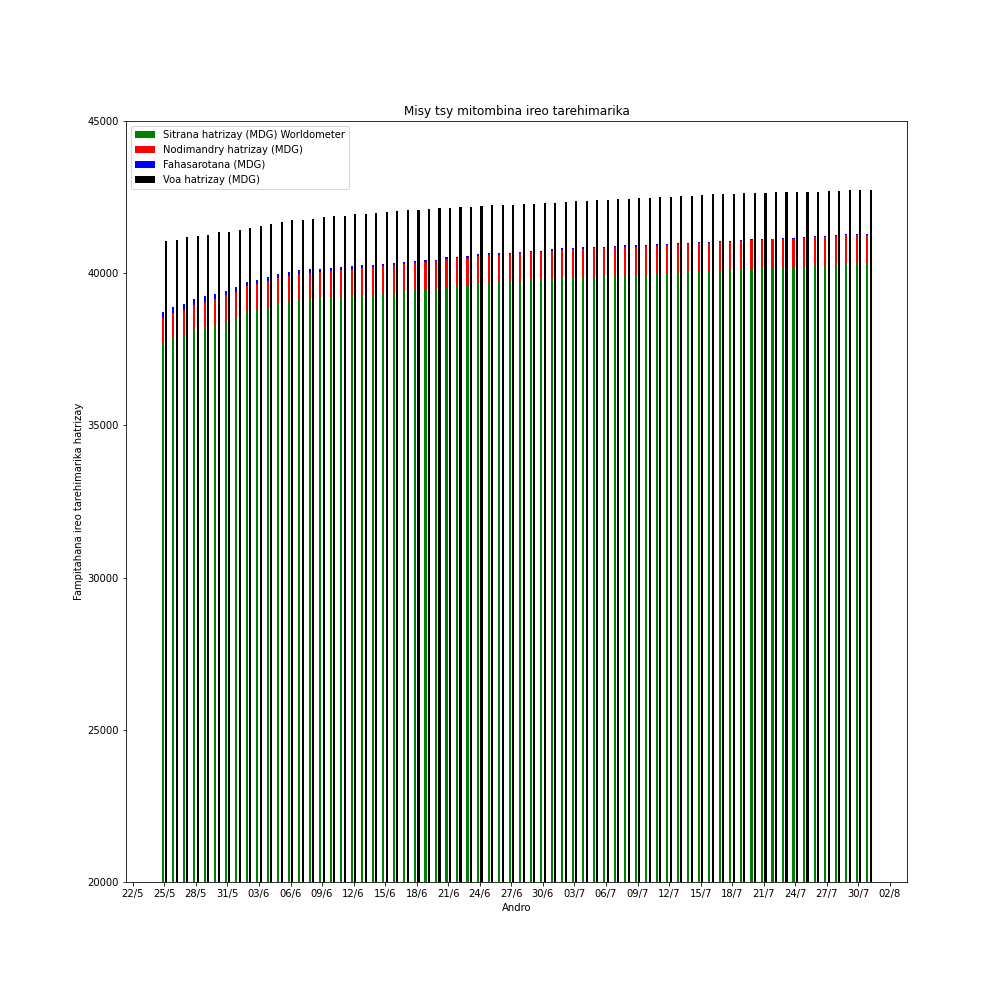 Misy tsy mitombina ireo tarehimarika
Sitrana hatrizay (MDG) Worldometer
Nodimandry hatrizay (MDG)
Fahasarotana (MDG)
Voa hatrizay (MDG)
Fampitahana ireo tarehimarika hatrizay
45000
40000
35000
30000
25000
20000
22/5 25/5 28/5 31/5 03/6 06/6 09/6 12/6 15/6 18/6 21/6 24/6 27/6 30/6 03/7 06/7 09/7 12/7 15/7 18/7 21/7 24/7 27/7 30/7 02/8
Andro